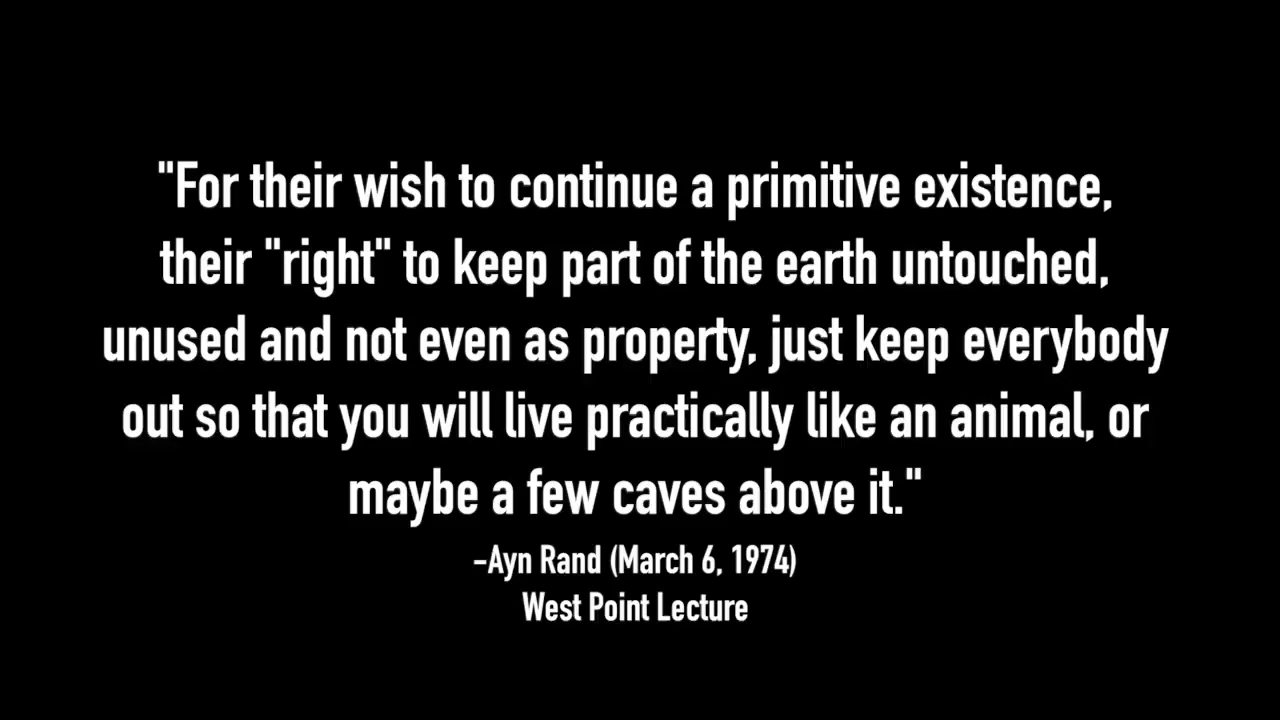 "For their wish to continue a primitive existence,
their "right" to keep part of the earth untouched,
unused and not even as property, just keep everybody
out so that you will live practically like an animal, or
maybe a few caves above it."
–Ayn Rand (March 6, 1974)
West Point Lecture